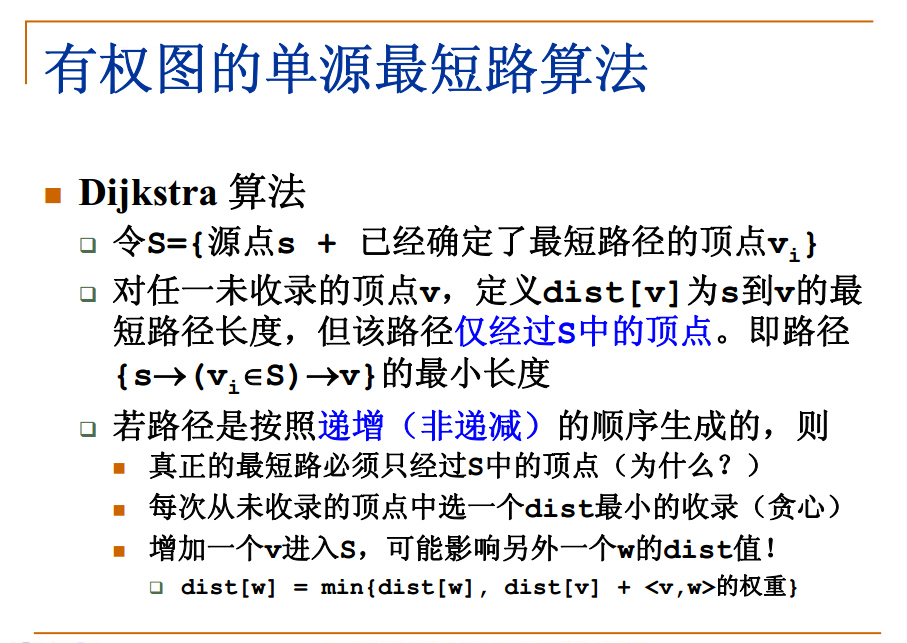 有权图的单源最短路算法
Dijkstra 算法
令S={源点s + 已经确定了最短路径的顶点vi}
对任一未收录的顶点v，定义dist[v]为s到v的最
短路径长度，但该路径仅经过S中的顶点。即路径
{s→(vi∈S)→v}的最小长度
若路径是按照递增（非递减）的顺序生成的，则
真正的最短路必须只经过S中的顶点（为什么？）
每次从未收录的顶点中选一个dist最小的收录（贪心）
增加一个v进入S，可能影响另外一个w的dist值！
dist[w] = min{dist[w], dist[v] + <v,w>的权重}